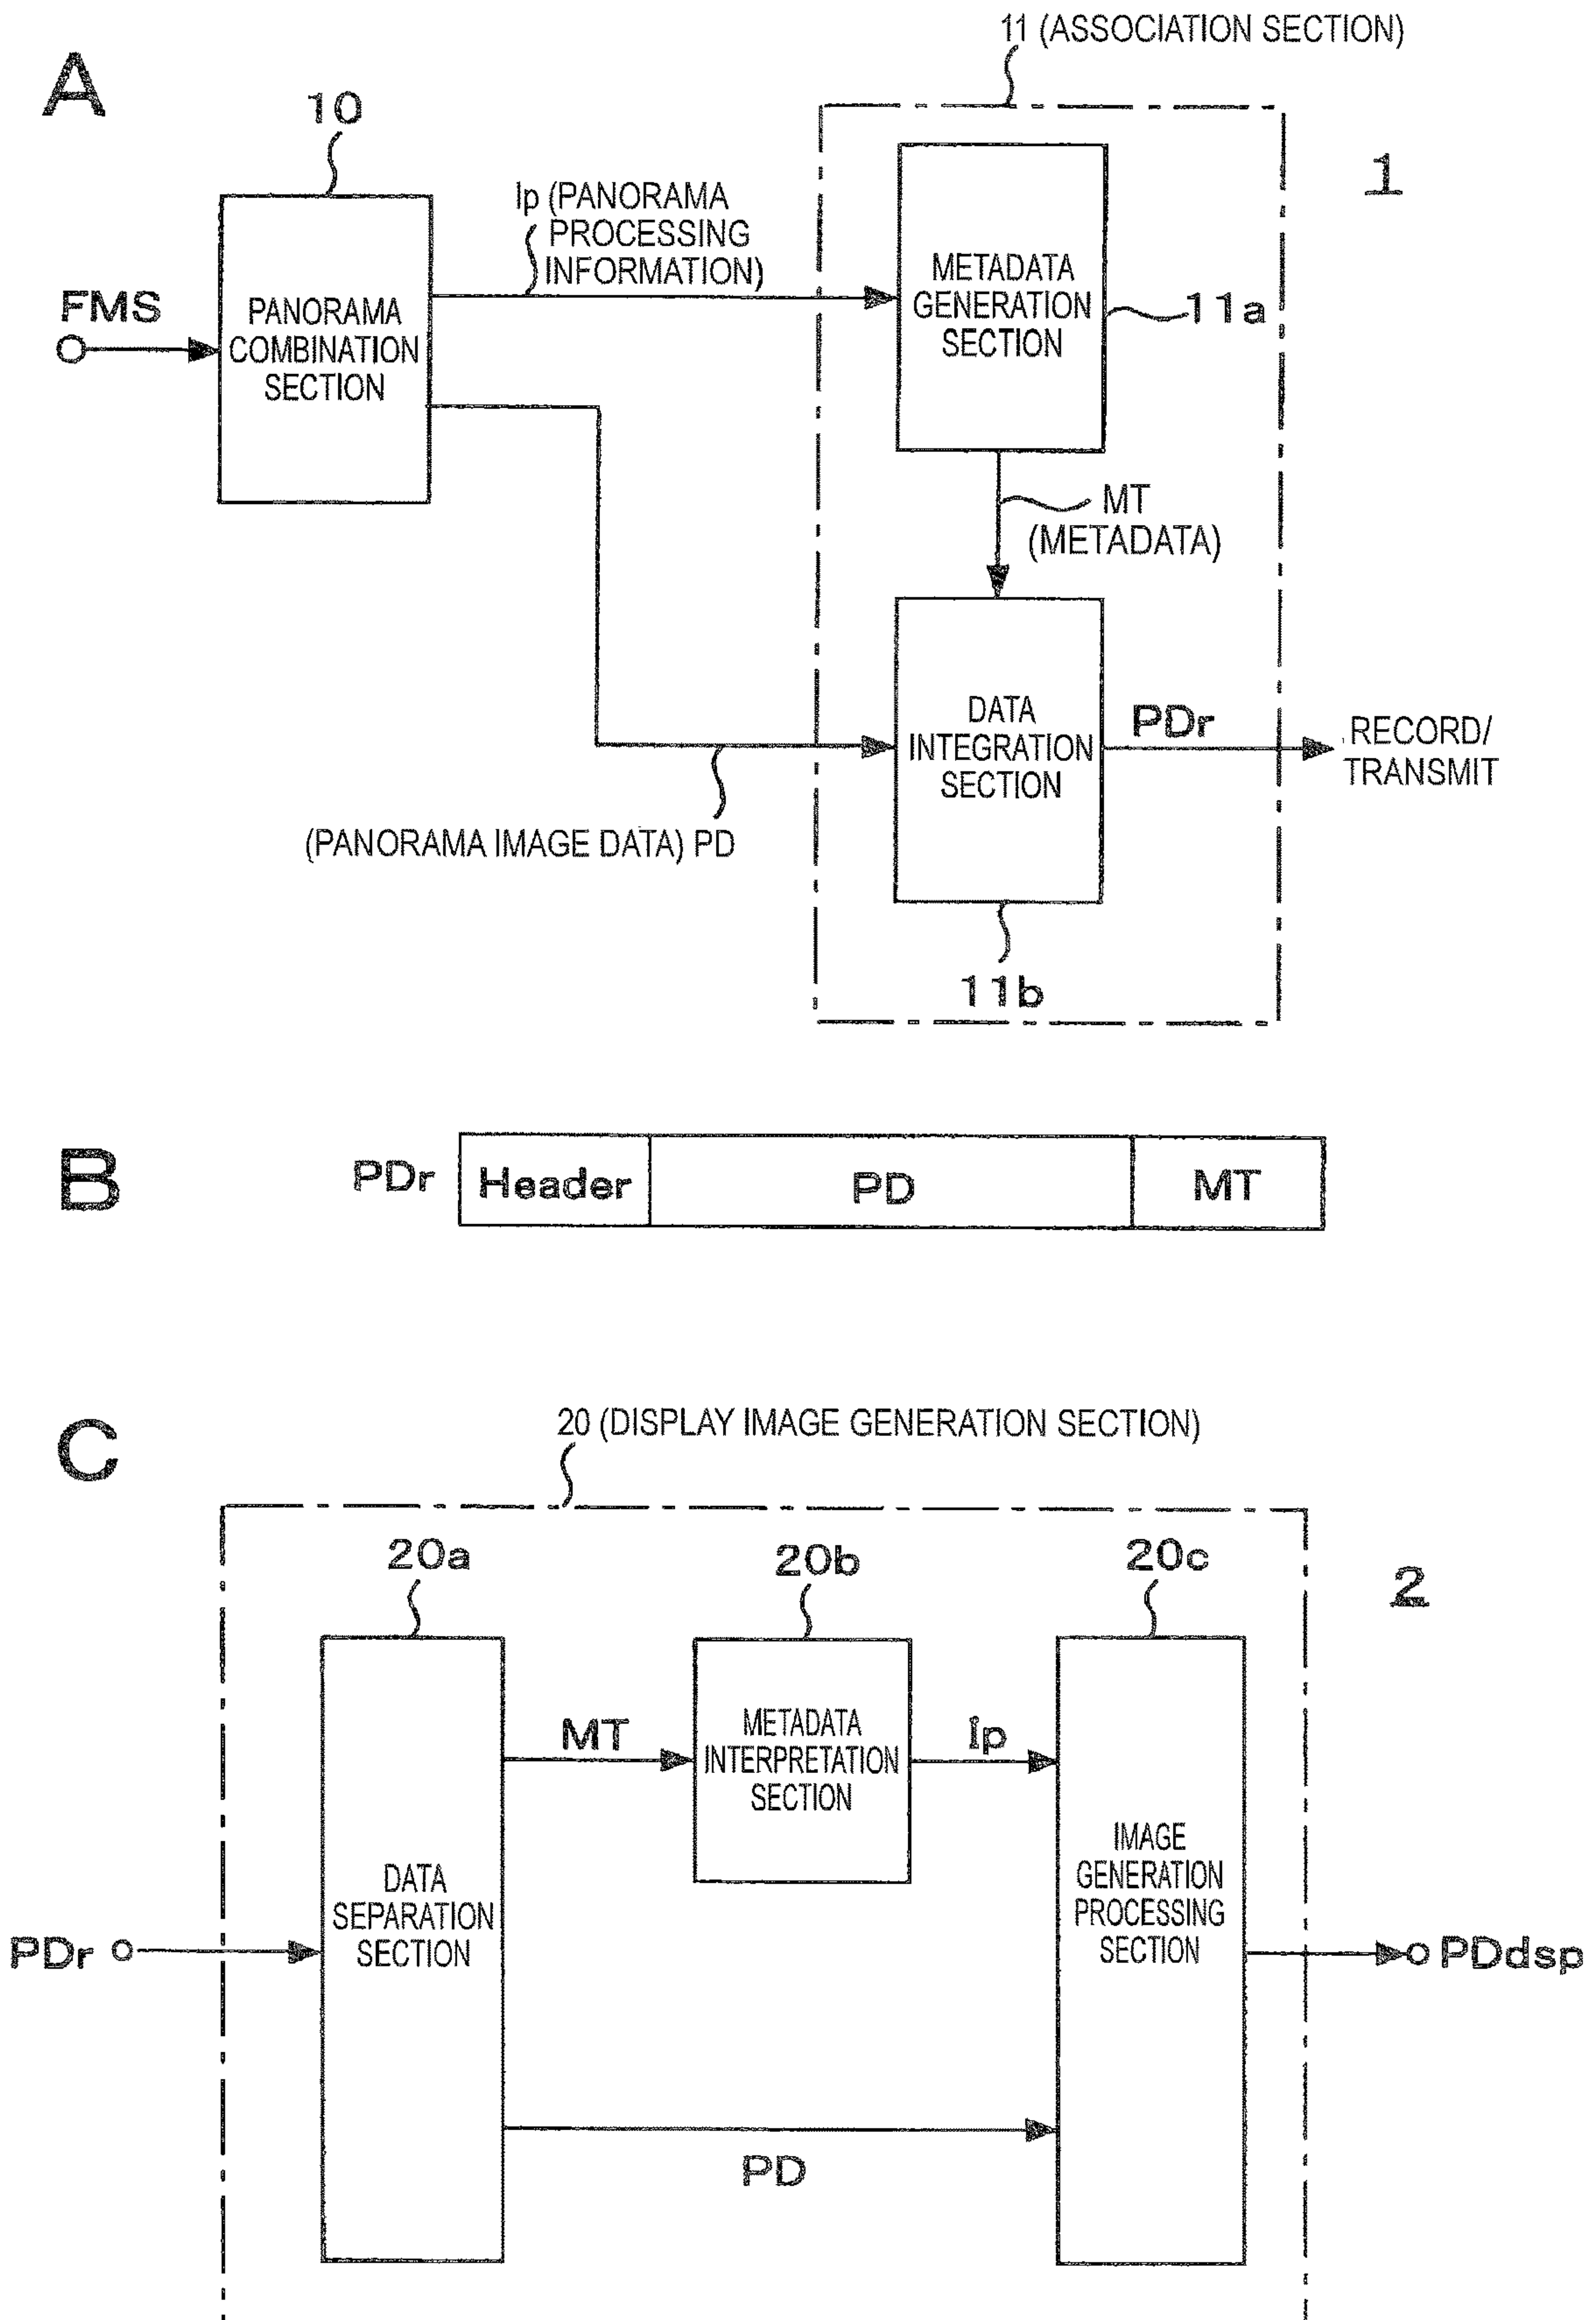 11 (ASSOCIATION SECTION)
A
10
1
Ip (PANORAMA
PROCESSING
INFORMATION)
METADATA
GENERATION
SECTION
11a
FMS
PANORAMA
COMBINATION
SECTION
MT
(METADATA)
DATA
INTEGRATION
SECTION
PDr
RECORD/
TRANSMIT
(PANORAMA IMAGE DATA) PD
11b
B
PDr
Header
PD
MT
20 (DISPLAY IMAGE GENERATION SECTION)
C
20a
20b
20c
2
MT
METADATA
INTERPRETATION
SECTION
Ip
DATA
SEPARATION
SECTION
IMAGE
GENERATION
PROCESSING
SECTION
PDr
PDdsp
PD